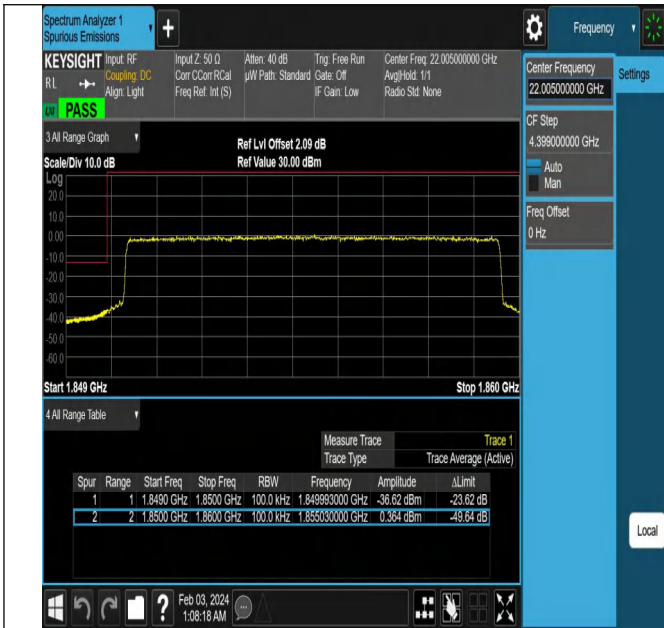 Spectrum Analyzer 1
Spurious Emissions
+
Frequency
KEYSIGHT
RL
PASS
Input: RF
Coupling: DC
Align: Light
Input Z: 50 Ω
Corr CCorr RCal
Freq Ref: Int (S)
Atten: 40 dB
µW Path: Standard
Trig: Free Run
Gate: Off
IF Gain: Low
Center Freq: 22.005000000 GHz
Avg|Hold: 1/1
Radio Std: None
Center Frequency
22.005000000 GHz
Settings
CF Step
4.399000000 GHz
Auto
Man
Freq Offset
0 Hz
3 All Range Graph
Scale/Div 10.0 dB
Ref Lvl Offset 2.09 dB
Ref Value 30.00 dBm
Log
20.0
10.0
0.00
-10.0
-20.0
-30.0
-40.0
-50.0
-60.0
Start 1.849 GHz
Stop 1.860 GHz
4 All Range Table
Measure Trace Trace 1
Trace Type Trace Average (Active)
Spur Range Start Freq Stop Freq RBW Frequency Amplitude ΔLimit
1 1 1.8490 GHz 1.8500 GHz 100.0 kHz 1.849993000 GHz -36.62 dBm -23.62 dB
2 2 1.8500 GHz 1.8600 GHz 100.0 kHz 1.855030000 GHz 0.364 dBm -49.64 dB
Local
?
Feb 03, 2024
1:08:18 AM